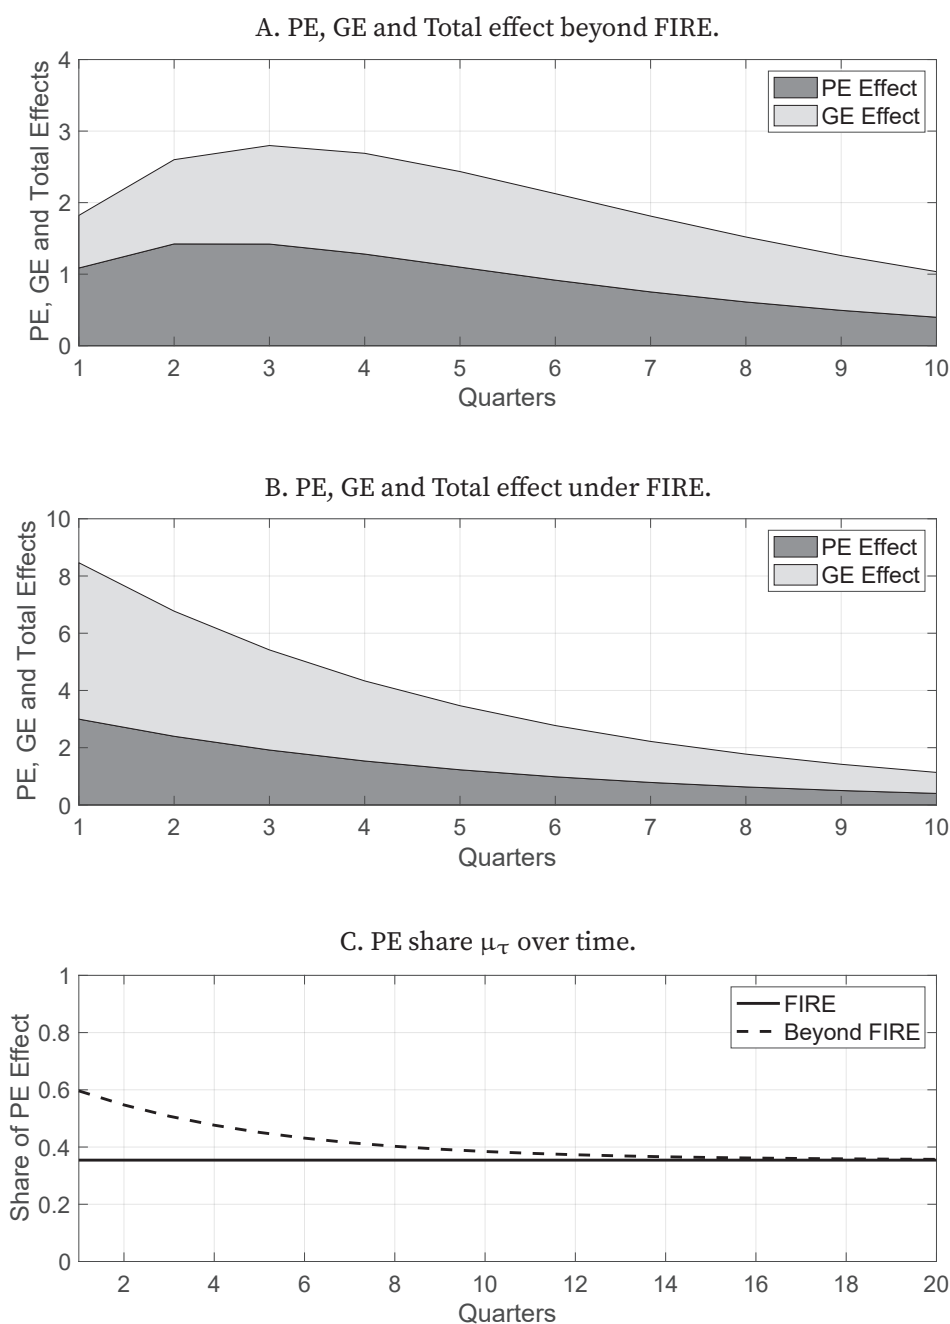 A. PE, GE and Total effect beyond FIRE.
PE, GE and Total Effects
4
3
2
1
0
PE Effect
GE Effect
1 2 3 4 5 6 7 8 9 10
Quarters
B. PE, GE and Total effect under FIRE.
PE, GE and Total Effects
10
8
6
4
2
0
PE Effect
GE Effect
1 2 3 4 5 6 7 8 9 10
Quarters
C. PE share μτ over time.
Share of PE Effect
1
0.8
0.6
0.4
0.2
0
FIRE
Beyond FIRE
2 4 6 8 10 12 14 16 18 20
Quarters